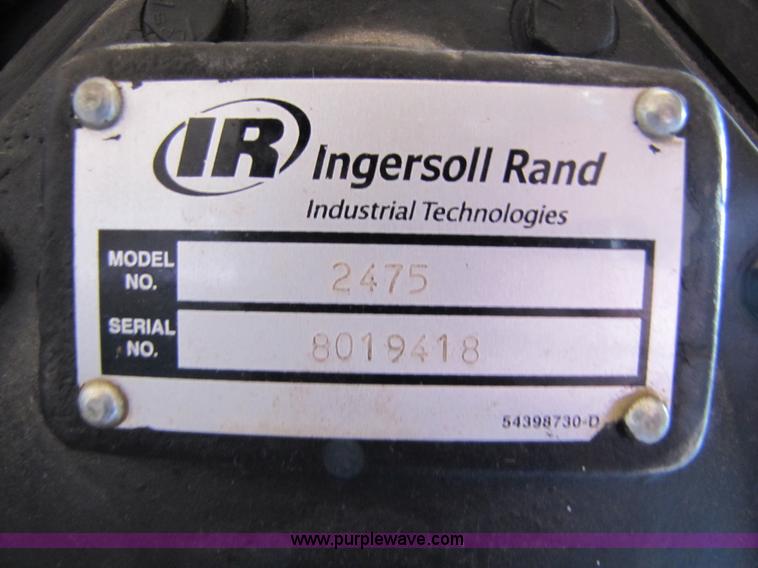 IR Ingersoll Rand
Industrial Technologies
MODEL NO. 2475
SERIAL NO. 8019418
54398730-D
www.purplewave.com